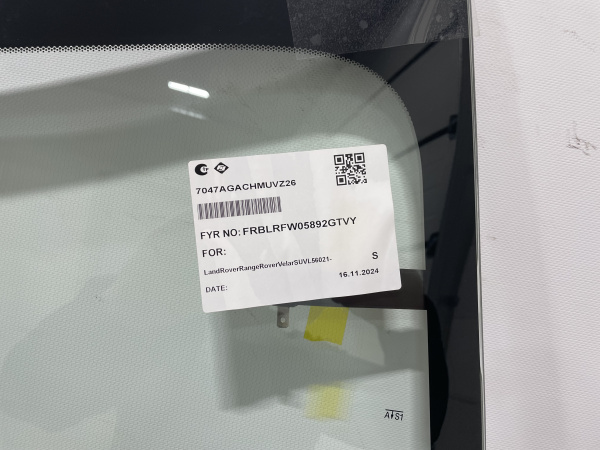 7047AGACHMUVZ26
FYR NO: FRBLRFW05892GTVY
FOR:
LandRoverRangeRoverVelarSUVL56021-
S
DATE:
16.11.2024
AS1